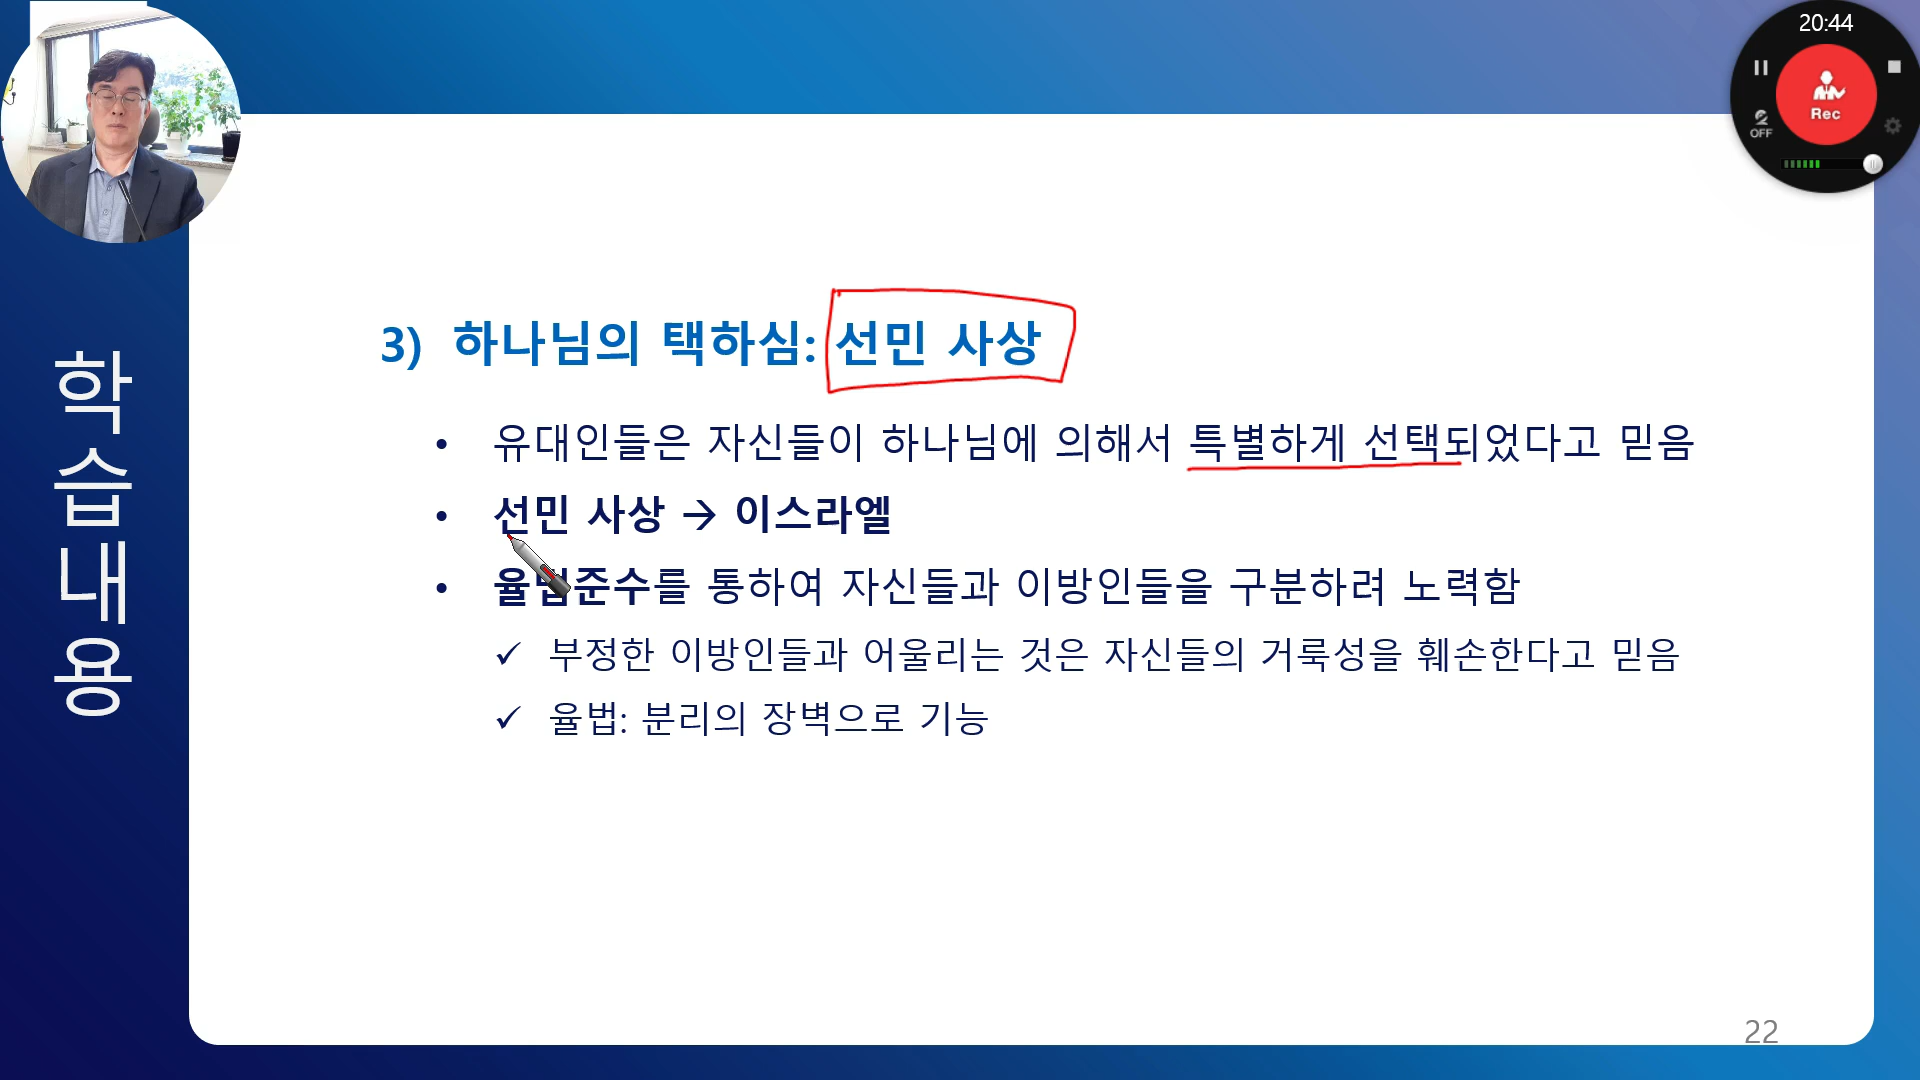 20:44
Rec
OFF
학습내용
3) 하나님의 택하심: 선민 사상
• 유대인들은 자신들이 하나님에 의해서 특별하게 선택되었다고 믿음
• 선민 사상 → 이스라엘
• 율법준수를 통하여 자신들과 이방인들을 구분하려 노력함
✓ 부정한 이방인들과 어울리는 것은 자신들의 거룩성을 훼손한다고 믿음
✓ 율법: 분리의 장벽으로 기능
22